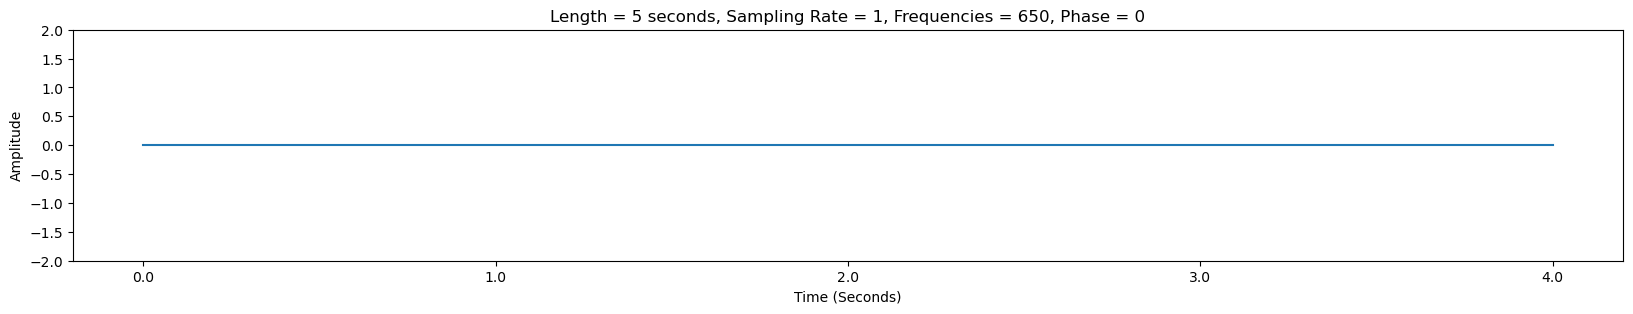 Length = 5 seconds, Sampling Rate = 1, Frequencies = 650, Phase = 0
2.0
1.5
1.0
0.5
0.0
−0.5
−1.0
−1.5
−2.0
Amplitude
0.0 1.0 2.0 3.0 4.0
Time (Seconds)